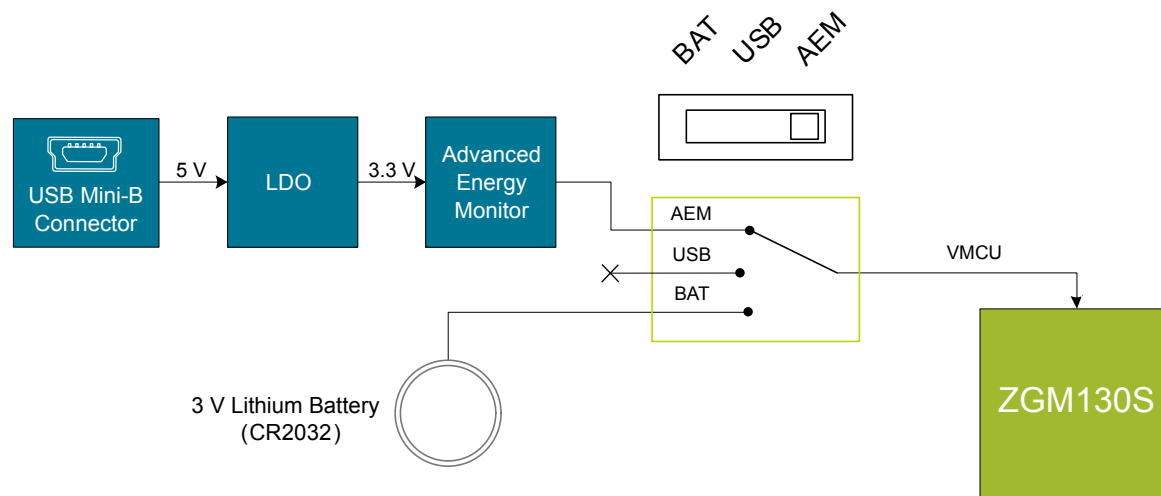 BAT
USB
AEM
USB Mini-B
Connector
5 V
LDO
3.3 V
Advanced
Energy
Monitor
AEM
USB
BAT
VMCU
3 V Lithium Battery
(CR2032)
ZGM130S